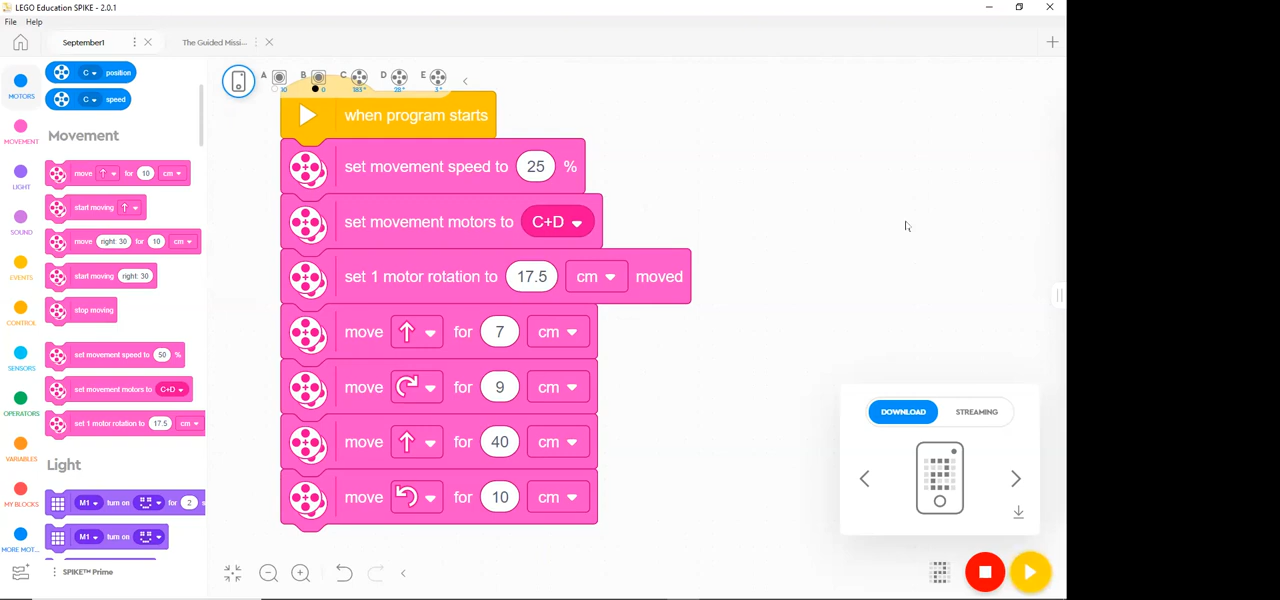 LEGO Education SPIKE - 2.0.1
File Help
September1
The Guided Missi...
A B C D E
30 0 3°
C position
C speed
Movement
move for 10 cm
start moving
move right: 30 for 10 cm
start moving right: 30
stop moving
set movement speed to 50 %
set movement motors to C+D
set 1 motor rotation to 17.5 cm
Light
M1 turn on for 2
M1 turn on
MOTORS
MOVEMENT
LIGHT
SOUND
EVENTS
CONTROL
SENSORS
OPERATORS
VARIABLES
MY BLOCKS
MORE MOT...
when program starts
set movement speed to 25 %
set movement motors to C+D
set 1 motor rotation to 17.5 cm moved
move for 7 cm
move for 9 cm
move for 40 cm
move for 10 cm
DOWNLOAD STREAMING
SPIKE™ Prime